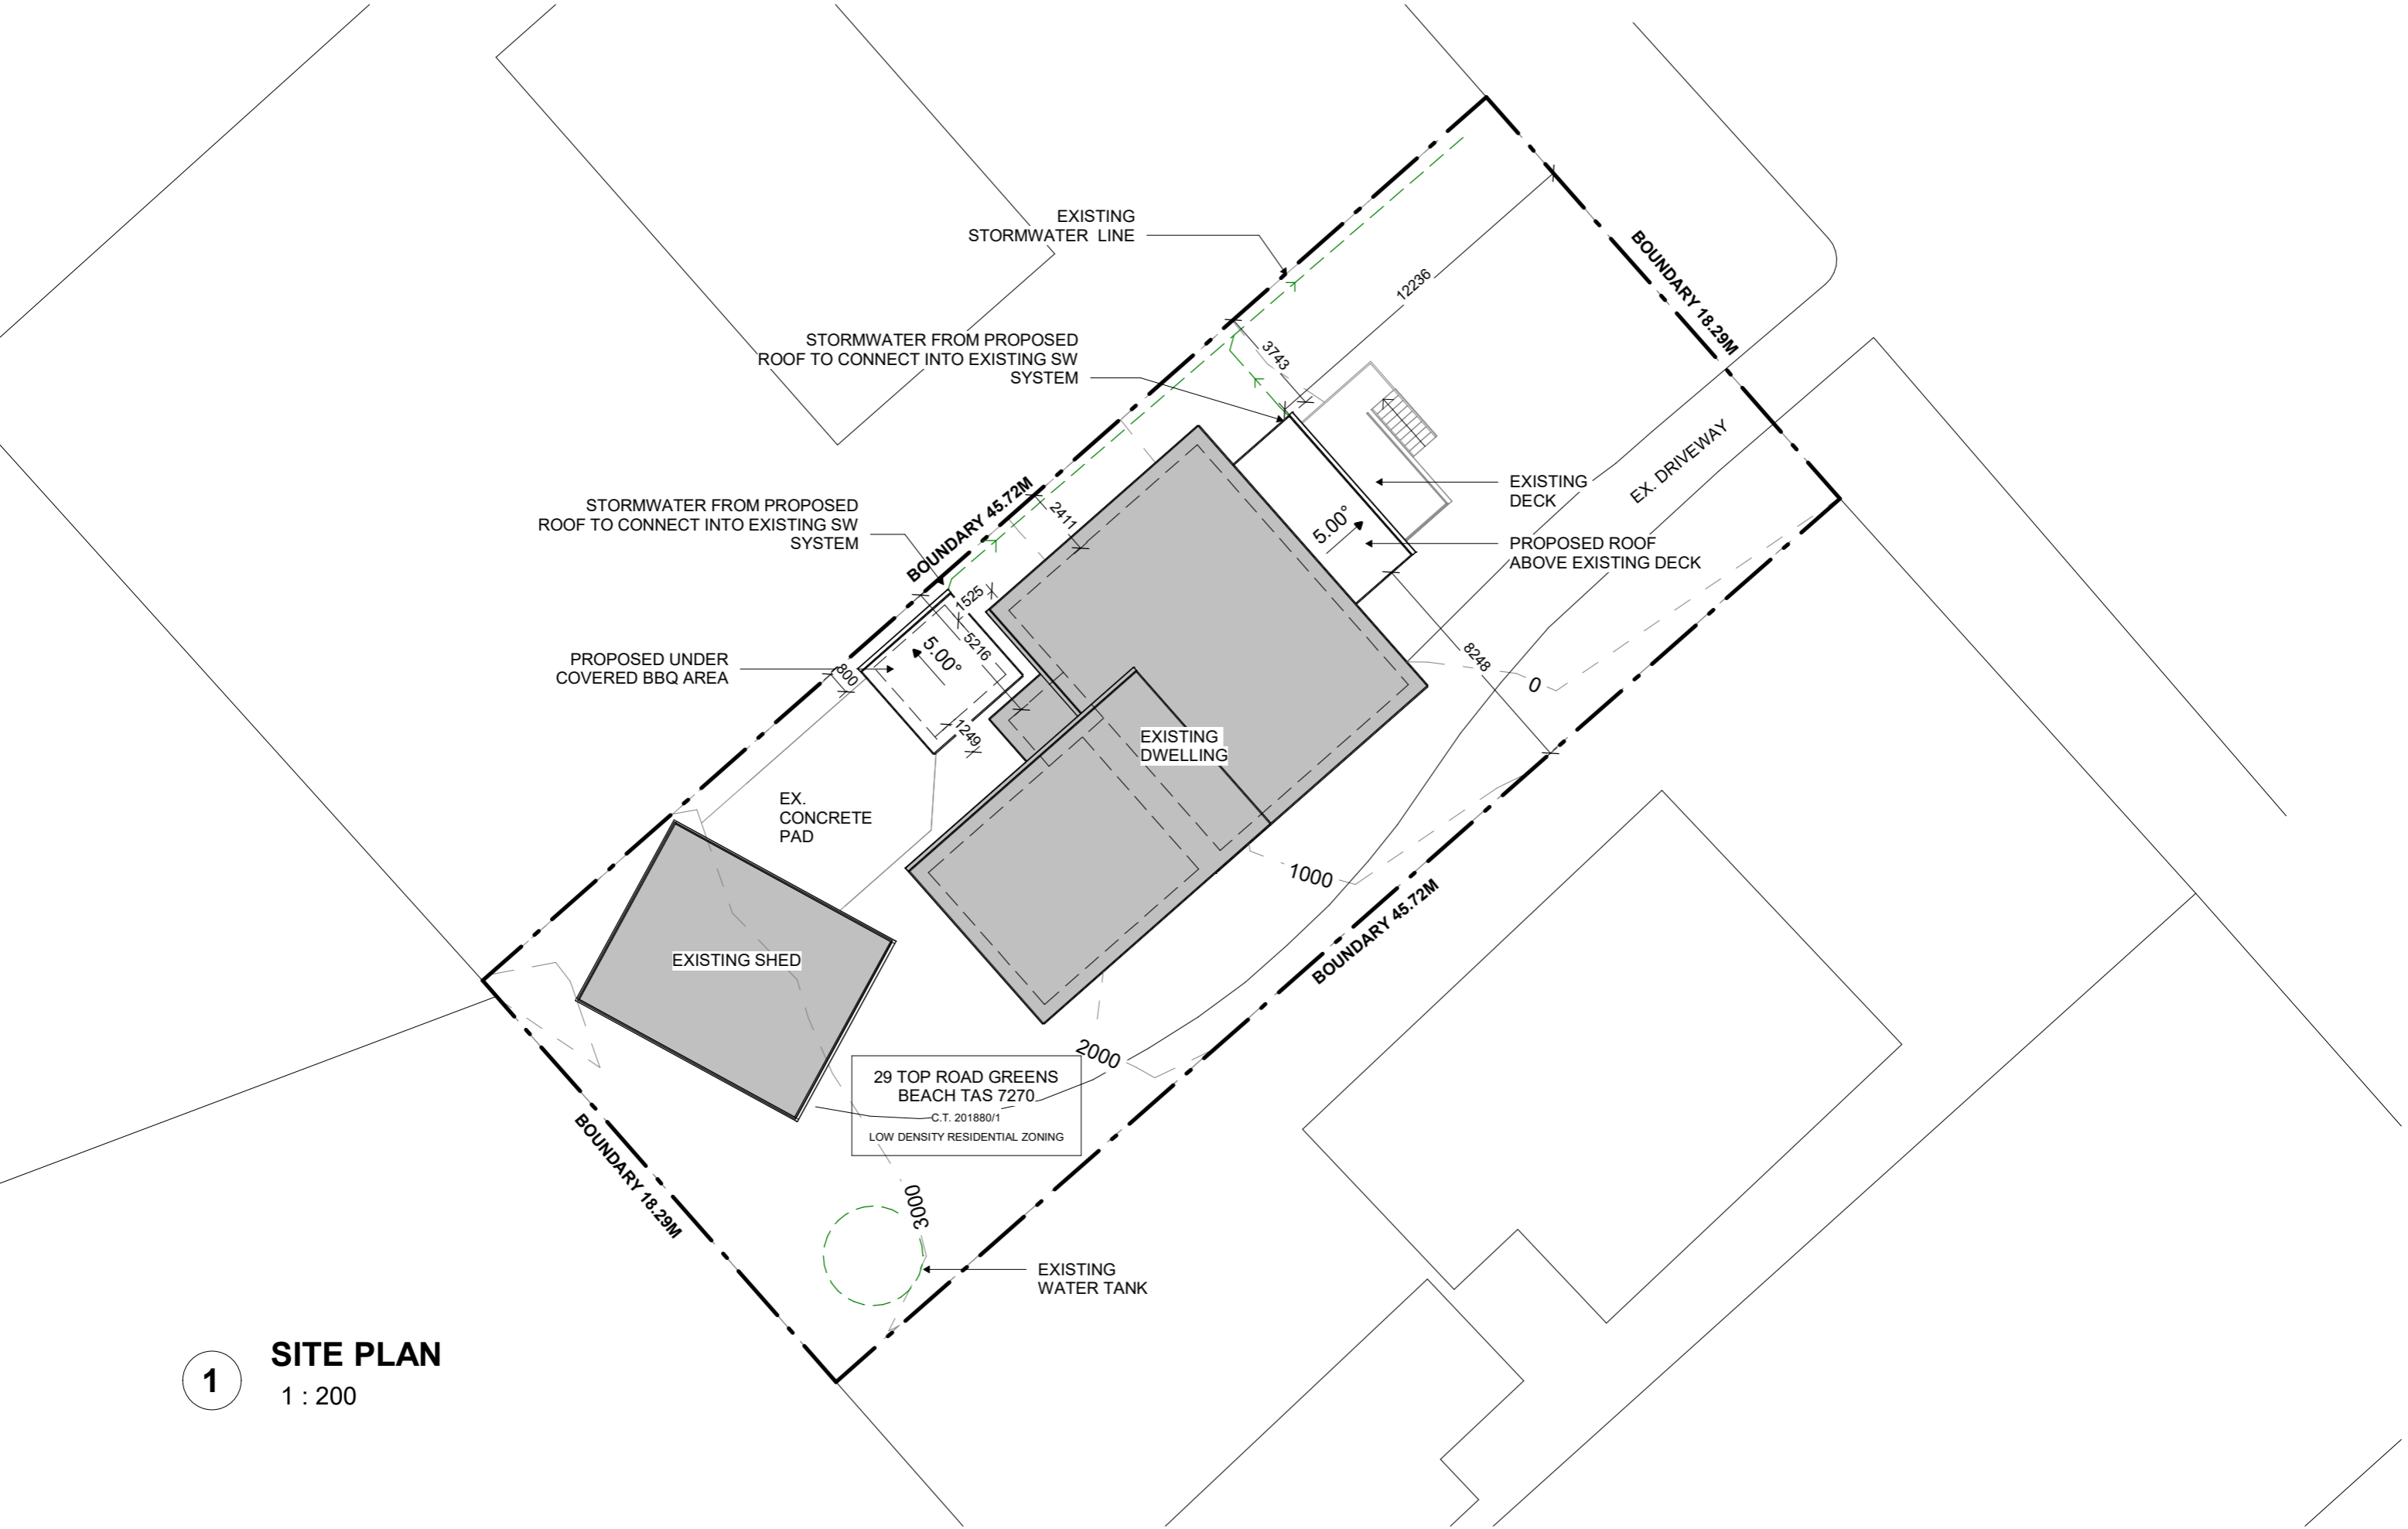 EXISTING
STORMWATER LINE
BOUNDARY 18.29M
12236
STORMWATER FROM PROPOSED
ROOF TO CONNECT INTO EXISTING SW
SYSTEM
3743
EX. DRIVEWAY
EXISTING
DECK
BOUNDARY 45.72M
STORMWATER FROM PROPOSED
ROOF TO CONNECT INTO EXISTING SW
SYSTEM
2411
5.00°
PROPOSED ROOF
ABOVE EXISTING DECK
1525
5216
5.00°
PROPOSED UNDER
COVERED BBQ AREA
800
8248
0
1249
EXISTING
DWELLING
EX.
CONCRETE
PAD
1000
BOUNDARY 45.72M
EXISTING SHED
2000
29 TOP ROAD GREENS
BEACH TAS 7270
C.T. 201880/1
LOW DENSITY RESIDENTIAL ZONING
BOUNDARY 18.29M
3000
EXISTING
WATER TANK
1
SITE PLAN
1 : 200